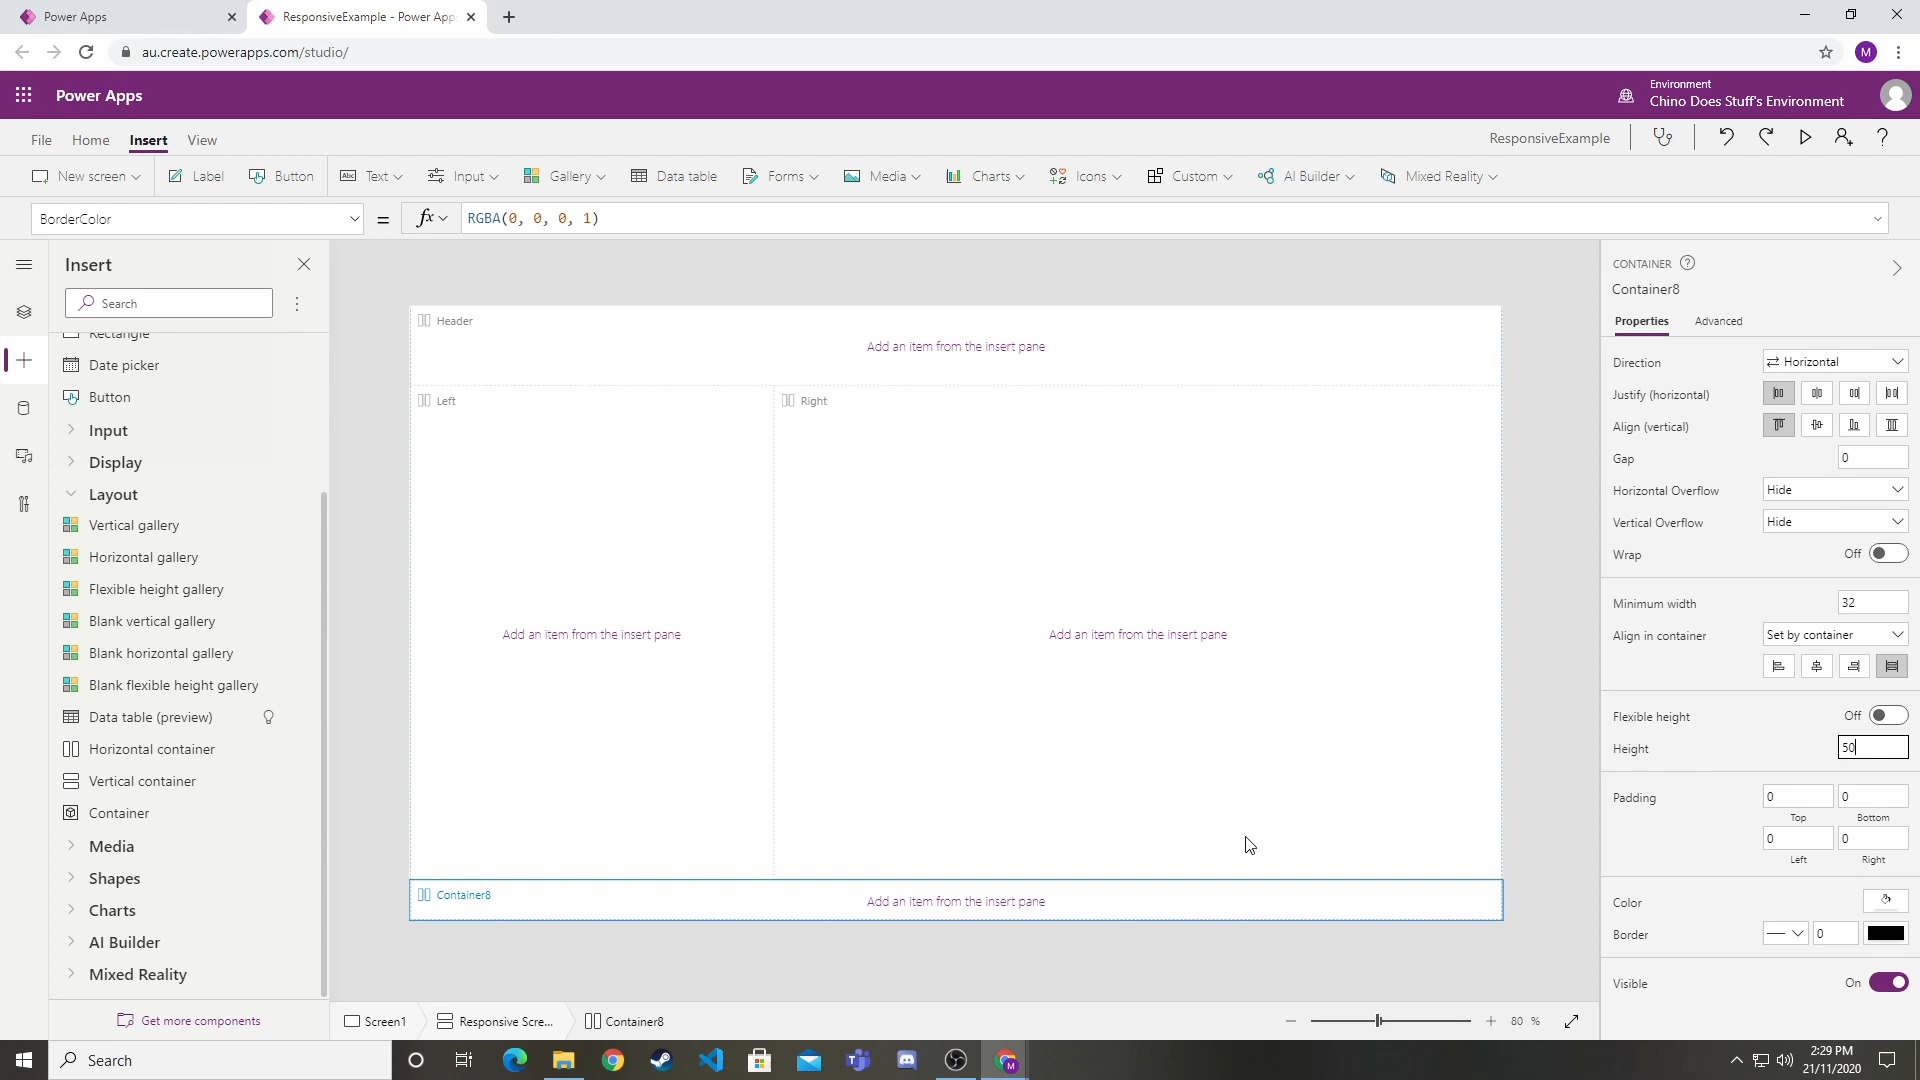 Power Apps
ResponsiveExample - Power App
au.create.powerapps.com/studio/
M
Power Apps
Environment
Chino Does Stuff's Environment
File Home Insert View
ResponsiveExample
New screen Label Button Text Input Gallery Data table Forms Media Charts Icons Custom AI Builder Mixed Reality
BorderColor = fx RGBA(0, 0, 0, 1)
Insert
Search
Rectangle
Date picker
Button
Input
Display
Layout
Vertical gallery
Horizontal gallery
Flexible height gallery
Blank vertical gallery
Blank horizontal gallery
Blank flexible height gallery
Data table (preview)
Horizontal container
Vertical container
Container
Media
Shapes
Charts
AI Builder
Mixed Reality
Get more components
Header
Add an item from the insert pane
Left
Right
Add an item from the insert pane
Add an item from the insert pane
Container8
Add an item from the insert pane
Screen1 Responsive Scre... Container8
80 %
CONTAINER
Container8
Properties Advanced
Direction Horizontal
Justify (horizontal)
Align (vertical)
Gap 0
Horizontal Overflow Hide
Vertical Overflow Hide
Wrap Off
Minimum width 32
Align in container Set by container
Flexible height Off
Height 50
Padding 0 0
Top Bottom
0 0
Left Right
Color
Border 0
Visible On
Search
2:29 PM
21/11/2020